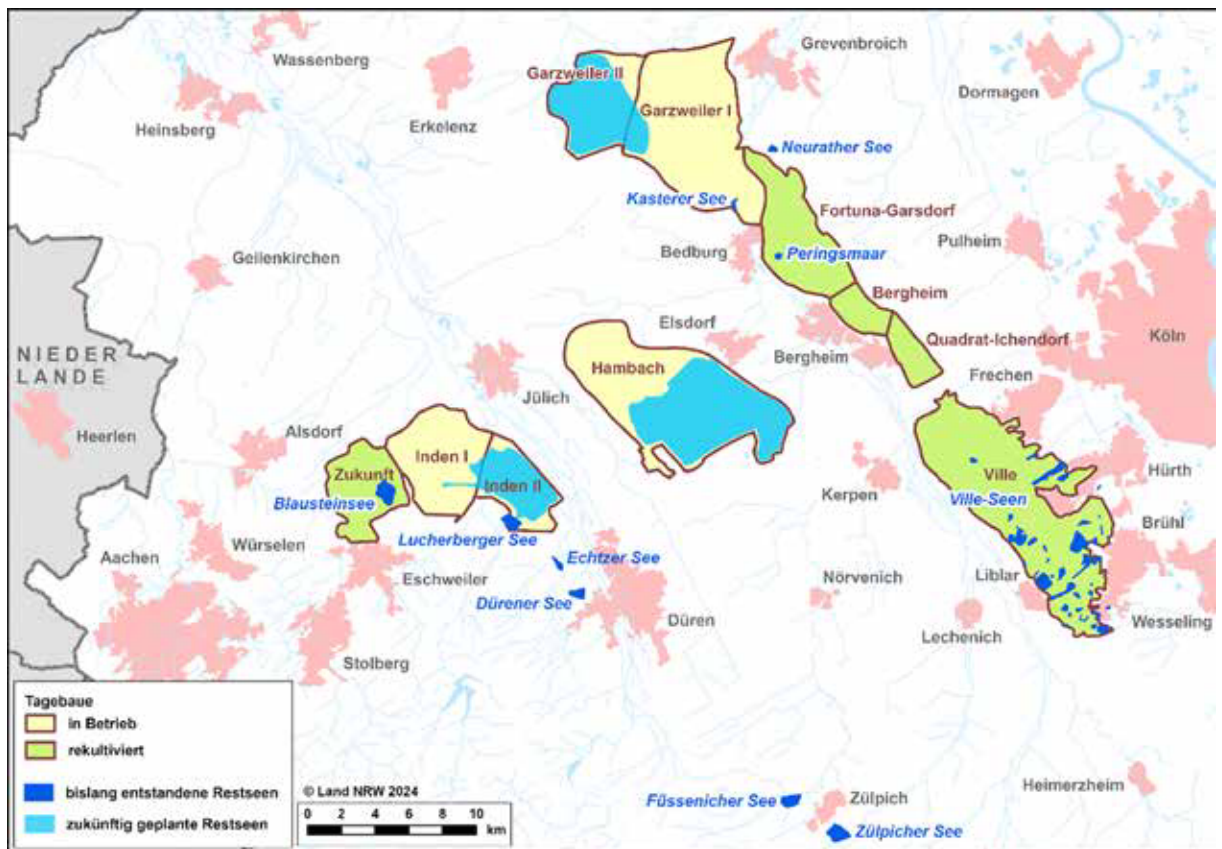 Wassenberg
Grevenbroich
Garzweiler II
Dormagen
Garzweiler I
Heinsberg
Erkelenz
Neurather See
Kasterer See
Fortuna-Garsdorf
Pulheim
Bedburg
Geilenkirchen
Peringsmaar
Bergheim
Elsdorf
Quadrat-Ichendorf
Köln
NIEDER
LANDE
Bergheim
Hambach
Frechen
Jülich
Heerlen
Alsdorf
Inden I
Zukunft
Ville
Hürth
Inden II
Kerpen
Ville-Seen
Blausteinsee
Brühl
Lucherberger See
Aachen
Würselen
Echtzer See
Eschweiler
Nörvenich
Liblar
Dürener See
Düren
Wesseling
Lechenich
Stolberg
Tagebaue
in Betrieb
rekultiviert
bislang entstandene Restseen
zukünftig geplante Restseen
© Land NRW 2024
0 2 4 6 8 10
km
Heimerzheim
Füssenicher See
Zülpich
Zülpicher See